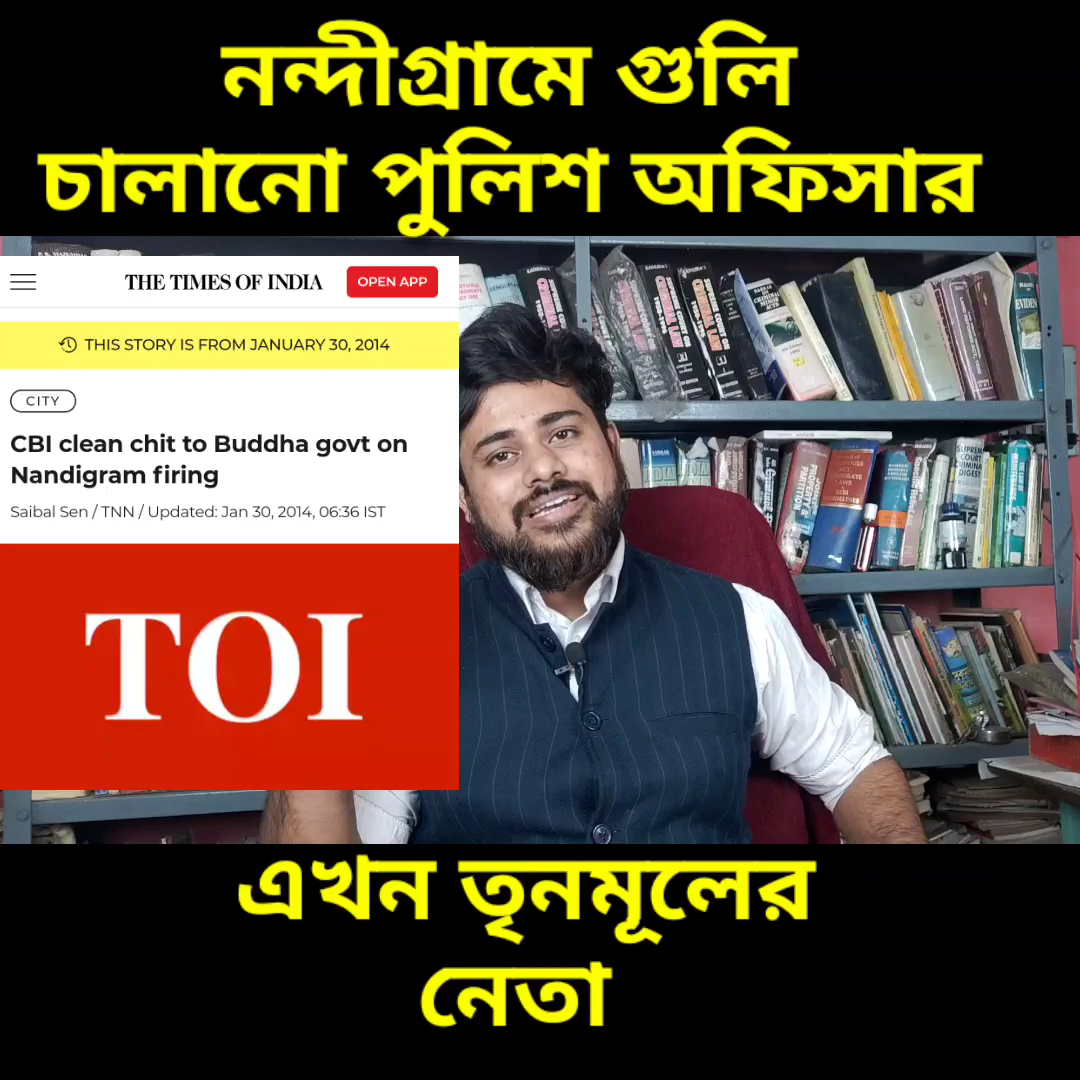 নন্দীগ্রামে গুলি
চালানো পুলিশ অফিসার
THE TIMES OF INDIA
OPEN APP
THIS STORY IS FROM JANUARY 30, 2014
CITY
CBI clean chit to Buddha govt on
Nandigram firing
Saibal Sen / TNN / Updated: Jan 30, 2014, 06:36 IST
TOI
এখন তৃনমূলের
নেতা